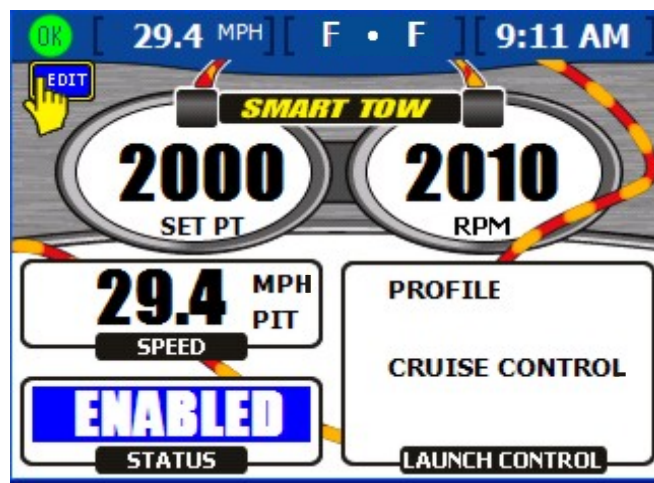 OK [ 29.4 MPH ] [ F • F ] [ 9:11 AM ]
EDIT
SMART TOW
2000
SET PT
2010
RPM
29.4 MPH
PIT
SPEED
ENABLED
STATUS
PROFILE
CRUISE CONTROL
LAUNCH CONTROL